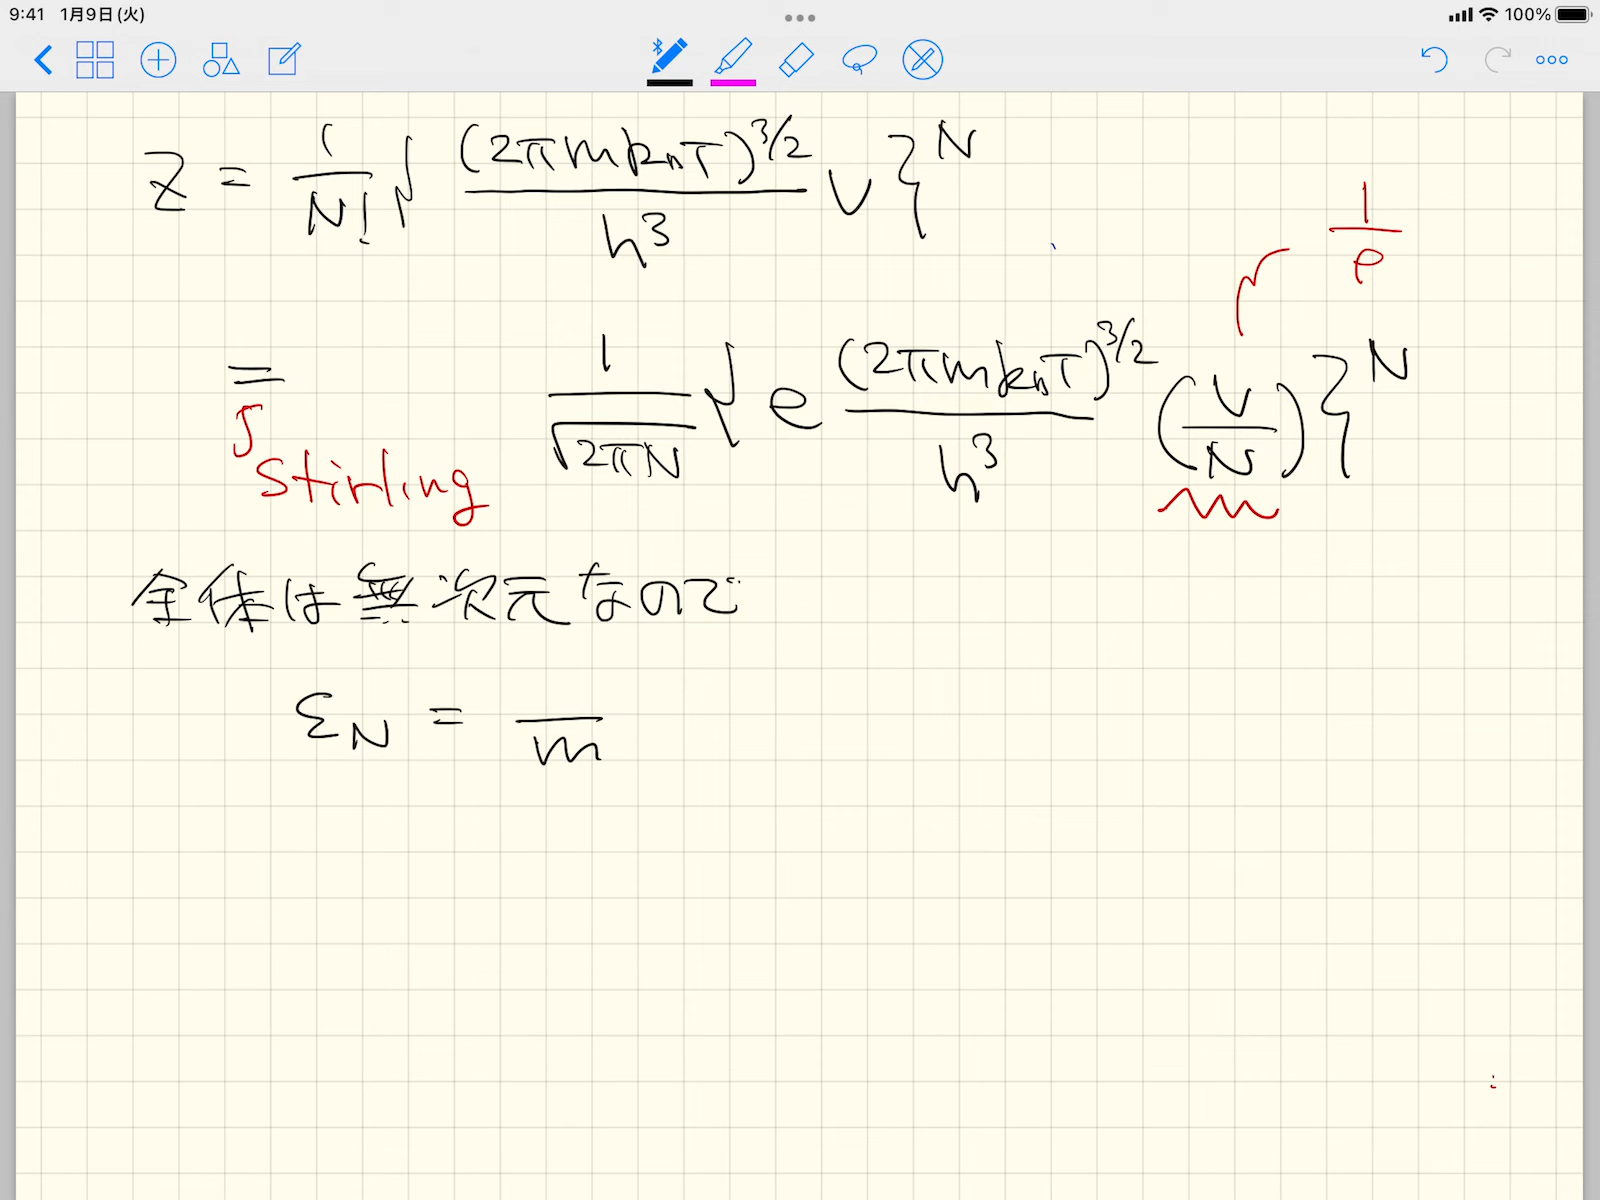 9:41 1月9日(火) 100%
Z = 1/N! { (2πmk_BT)^3/2 / h^3 V }^N
1/e
= 1/√2πN { e (2πmk_BT)^3/2 / h^3 (V/N) }^N
Stirling
全体は無次元なので
ε_N = /m